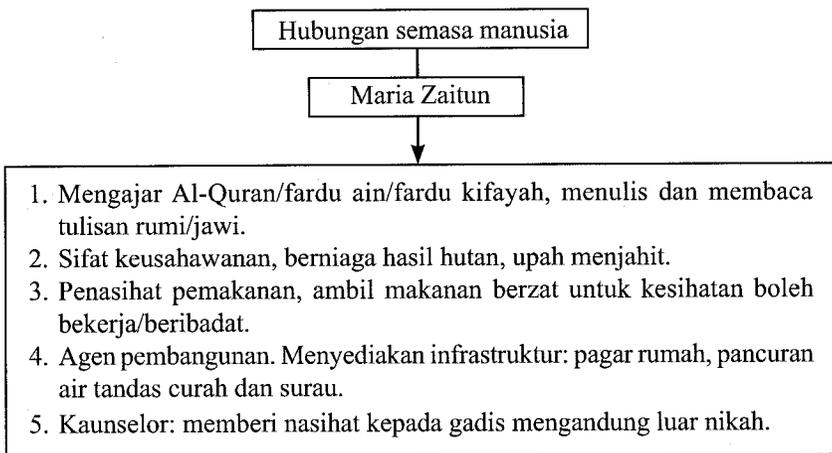 Hubungan semasa manusia
Maria Zaitun
1. Mengajar Al-Quran/fardu ain/fardu kifayah, menulis dan membaca
tulisan rumi/jawi.
2. Sifat keusahawanan, berniaga hasil hutan, upah menjahit.
3. Penasihat pemakanan, ambil makanan berzat untuk kesihatan boleh
bekerja/beribadat.
4. Agen pembangunan. Menyediakan infrastruktur: pagar rumah, pancuran
air tandas curah dan surau.
5. Kaunselor: memberi nasihat kepada gadis mengandung luar nikah.